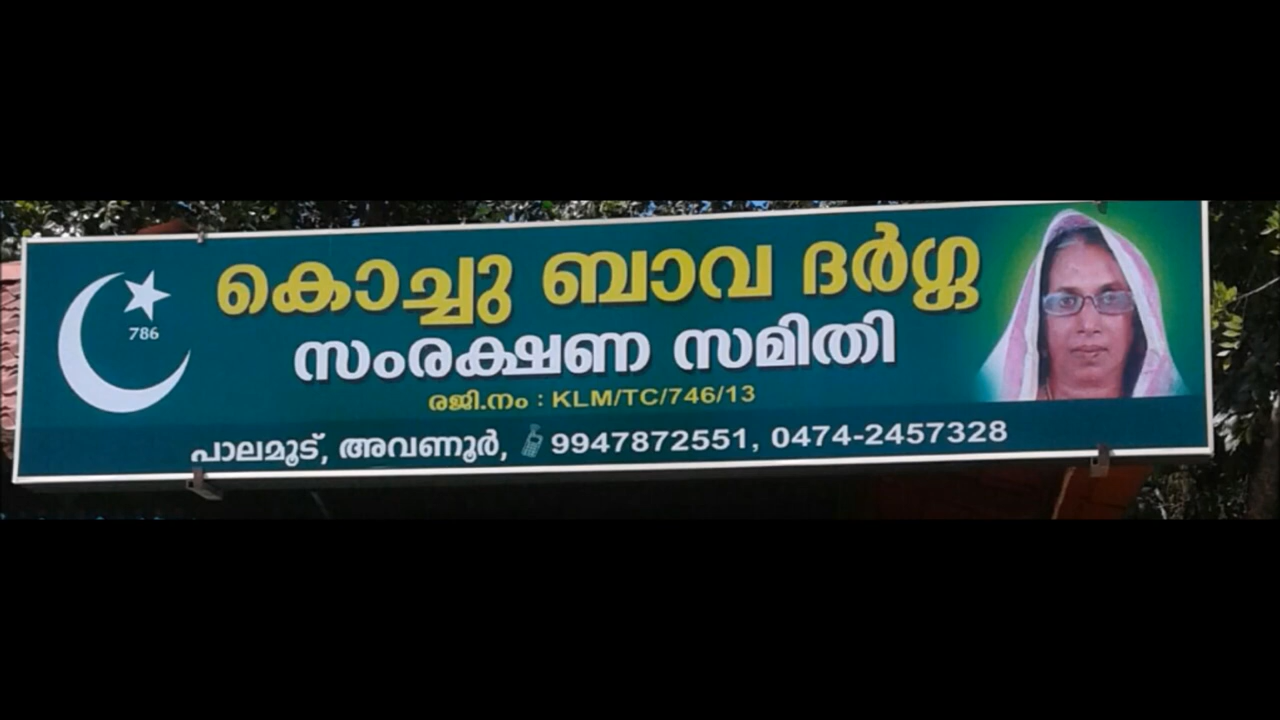 786
കൊച്ചു ബാവ ദർഗ്ഗ
സംരക്ഷണ സമിതി
രജി.നം : KLM/TC/746/13
പാലമൂട്, അവണൂർ, 9947872551, 0474-2457328